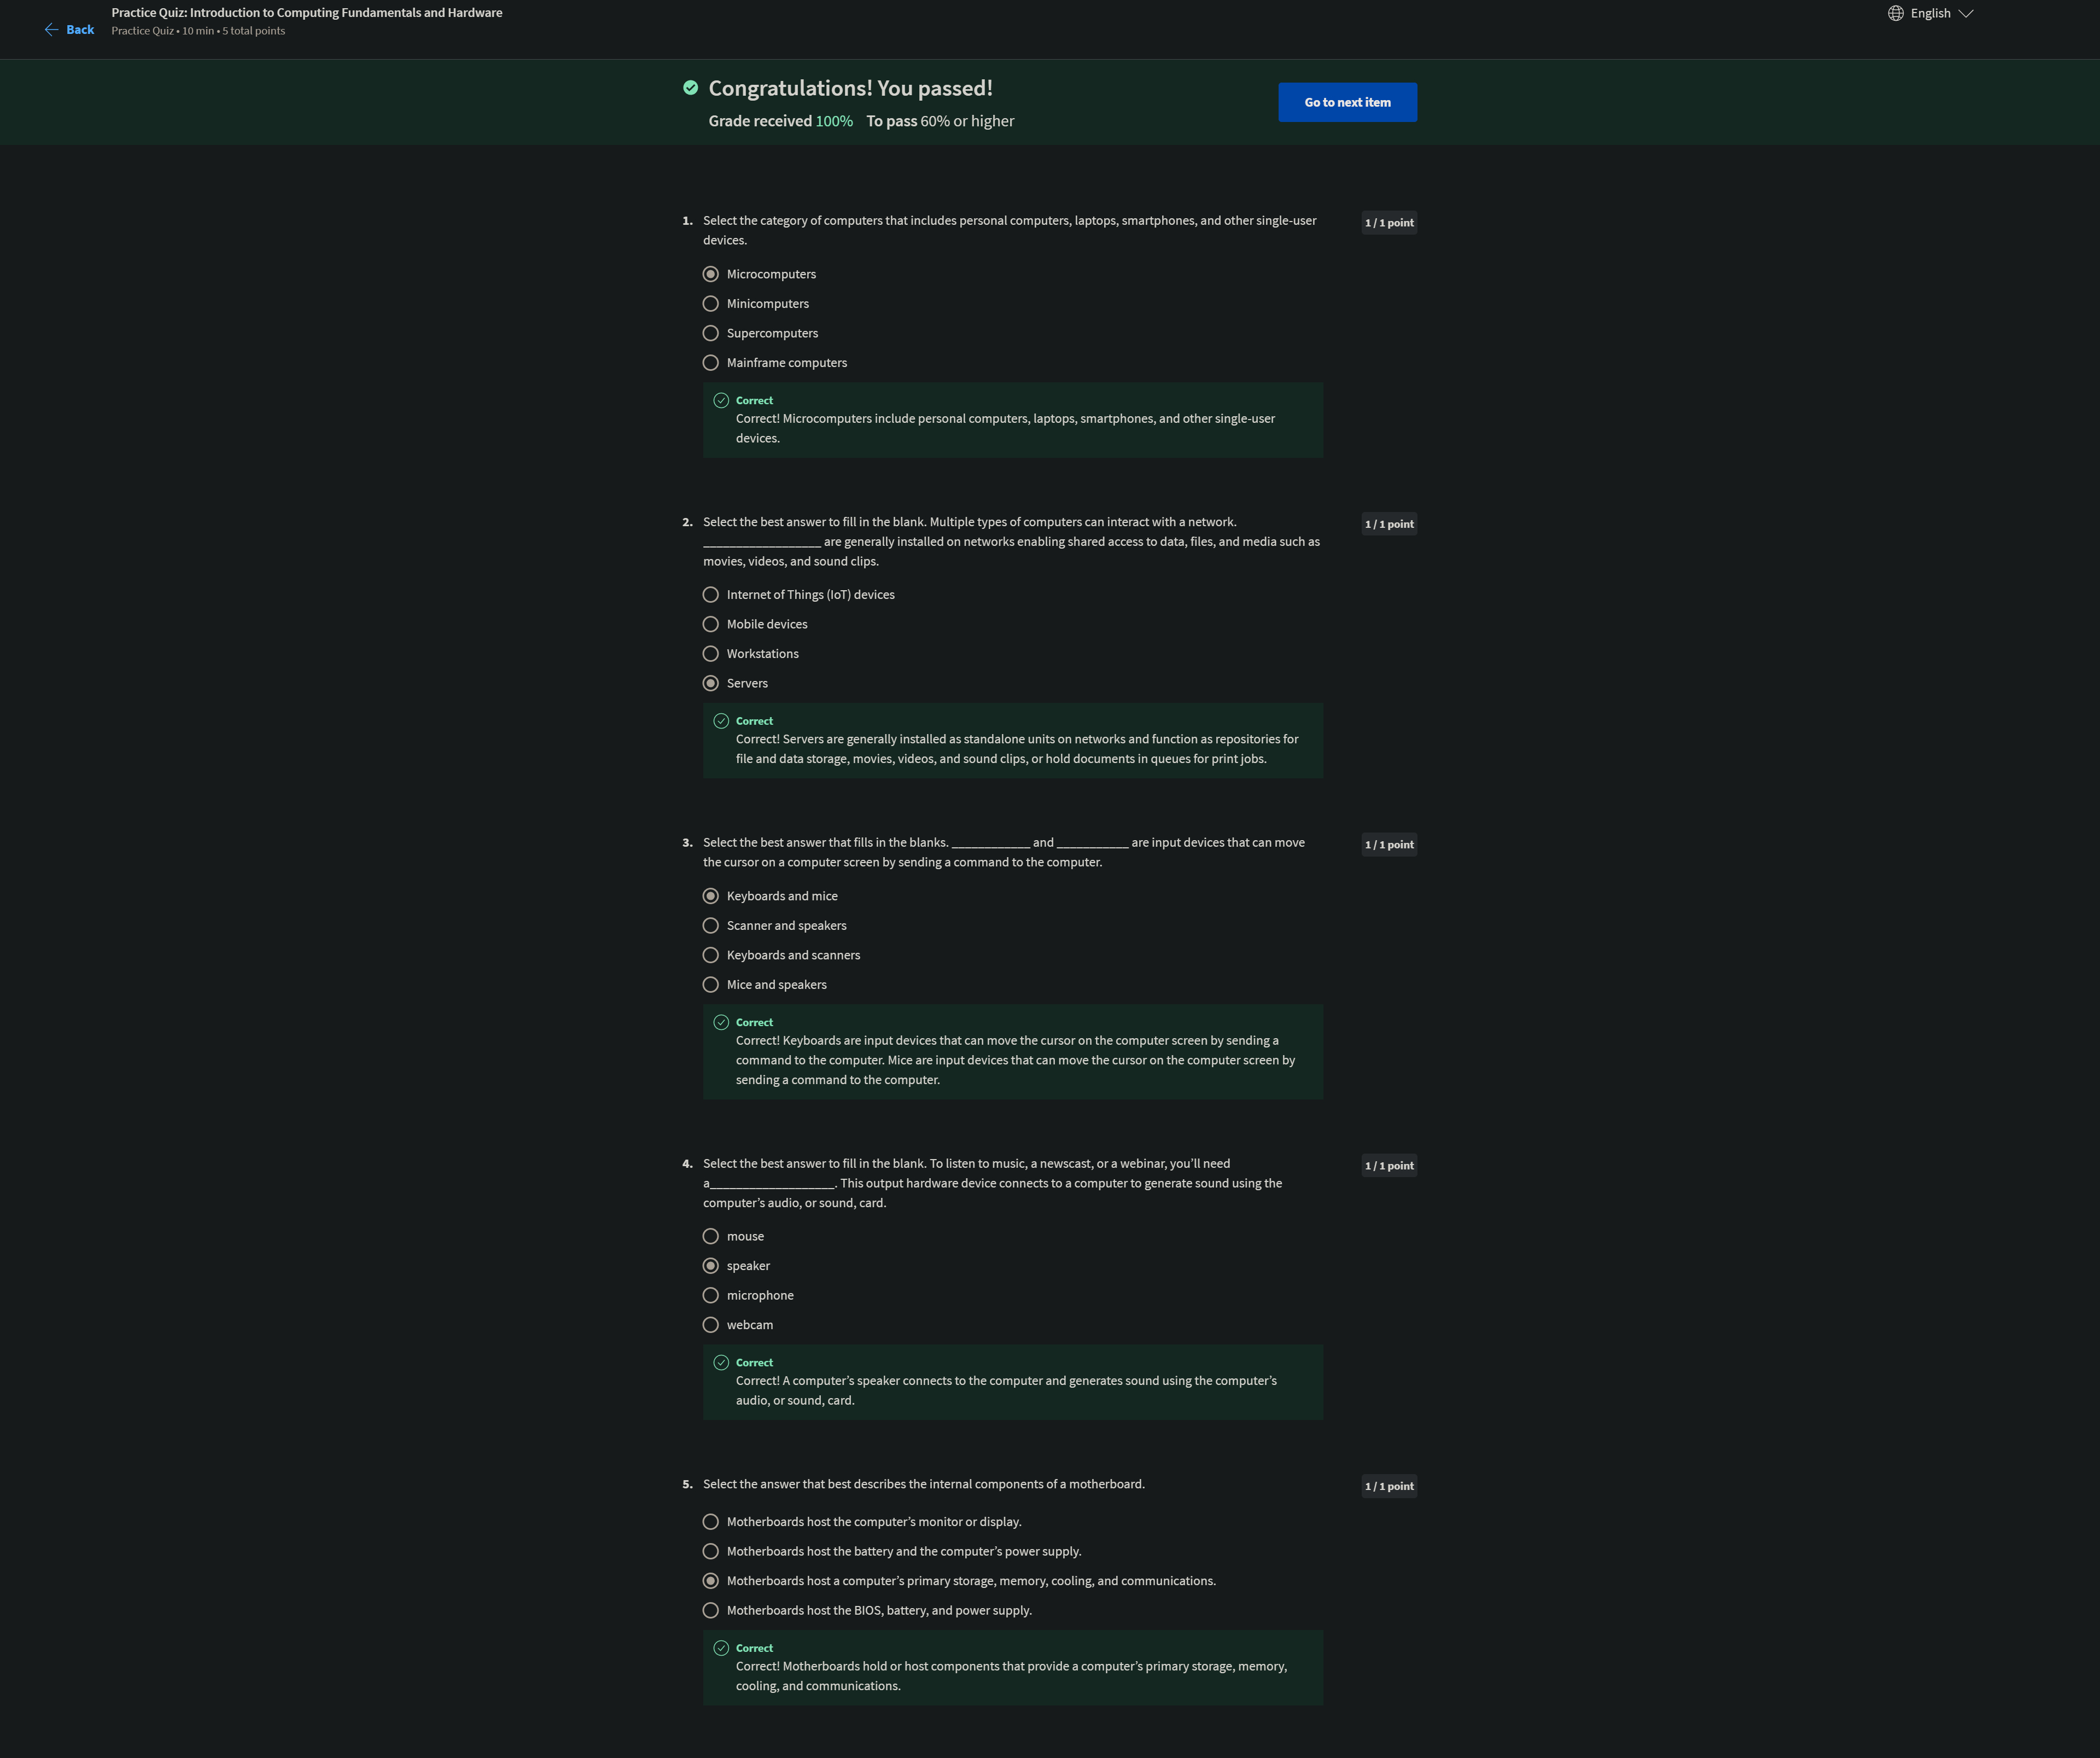 Practice Quiz: Introduction to Computing Fundamentals and Hardware
Back
Practice Quiz • 10 min • 5 total points
English
Congratulations! You passed!
Grade received 100% To pass 60% or higher
Go to next item
1. Select the category of computers that includes personal computers, laptops, smartphones, and other single-user
devices.
1 / 1 point
Microcomputers
Minicomputers
Supercomputers
Mainframe computers
Correct
Correct! Microcomputers include personal computers, laptops, smartphones, and other single-user
devices.
2. Select the best answer to fill in the blank. Multiple types of computers can interact with a network.
__________________ are generally installed on networks enabling shared access to data, files, and media such as
movies, videos, and sound clips.
1 / 1 point
Internet of Things (IoT) devices
Mobile devices
Workstations
Servers
Correct
Correct! Servers are generally installed as standalone units on networks and function as repositories for
file and data storage, movies, videos, and sound clips, or hold documents in queues for print jobs.
3. Select the best answer that fills in the blanks. ____________ and ___________ are input devices that can move
the cursor on a computer screen by sending a command to the computer.
1 / 1 point
Keyboards and mice
Scanner and speakers
Keyboards and scanners
Mice and speakers
Correct
Correct! Keyboards are input devices that can move the cursor on the computer screen by sending a
command to the computer. Mice are input devices that can move the cursor on the computer screen by
sending a command to the computer.
4. Select the best answer to fill in the blank. To listen to music, a newscast, or a webinar, you’ll need
a___________________. This output hardware device connects to a computer to generate sound using the
computer’s audio, or sound, card.
1 / 1 point
mouse
speaker
microphone
webcam
Correct
Correct! A computer’s speaker connects to the computer and generates sound using the computer’s
audio, or sound, card.
5. Select the answer that best describes the internal components of a motherboard.
1 / 1 point
Motherboards host the computer’s monitor or display.
Motherboards host the battery and the computer’s power supply.
Motherboards host a computer’s primary storage, memory, cooling, and communications.
Motherboards host the BIOS, battery, and power supply.
Correct
Correct! Motherboards hold or host components that provide a computer’s primary storage, memory,
cooling, and communications.